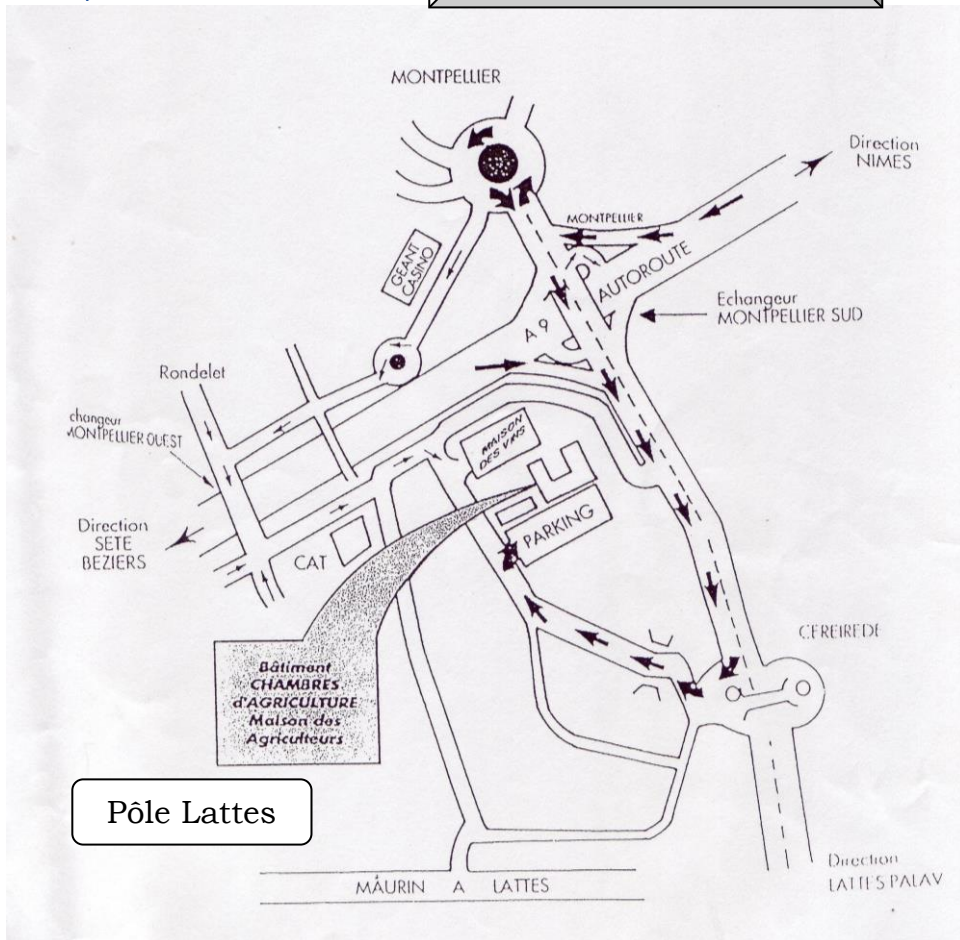 MONTPELLIER
Direction
NIMES
MONTPELLIER
GEANT
CASINO
AUTOROUTE
A 9
Echangeur
MONTPELLIER SUD
Rondelet
changeur
MONTPELLIER OUEST
MAISON
DES VINS
Direction
SETE
BEZIERS
CAT
PARKING
CEREIREDE
Bâtiment
CHAMBRES
d'AGRICULTURE
Maison des
Agriculteurs
Pôle Lattes
Direction
LATTES PALAV
MAURIN A LATTES